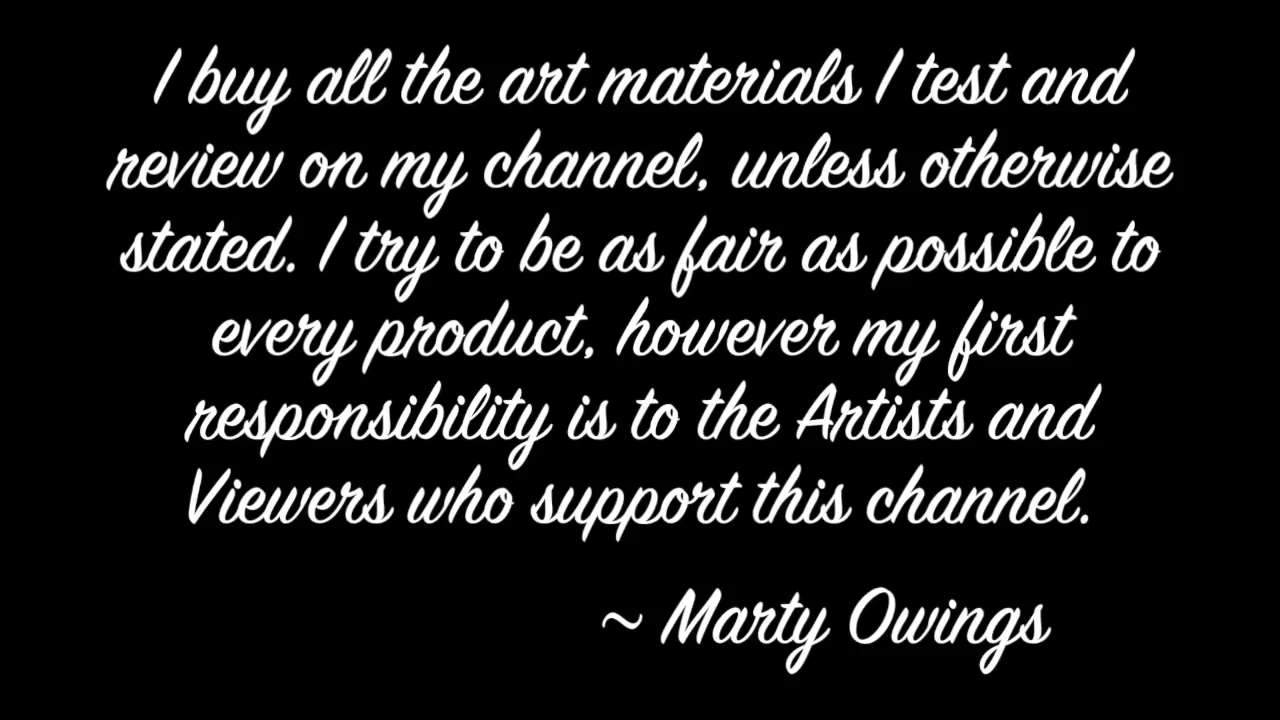 I buy all the art materials I test and
review on my channel, unless otherwise
stated. I try to be as fair as possible to
every product, however my first
responsibility is to the Artists and
Viewers who support this channel.
~ Marty Owings